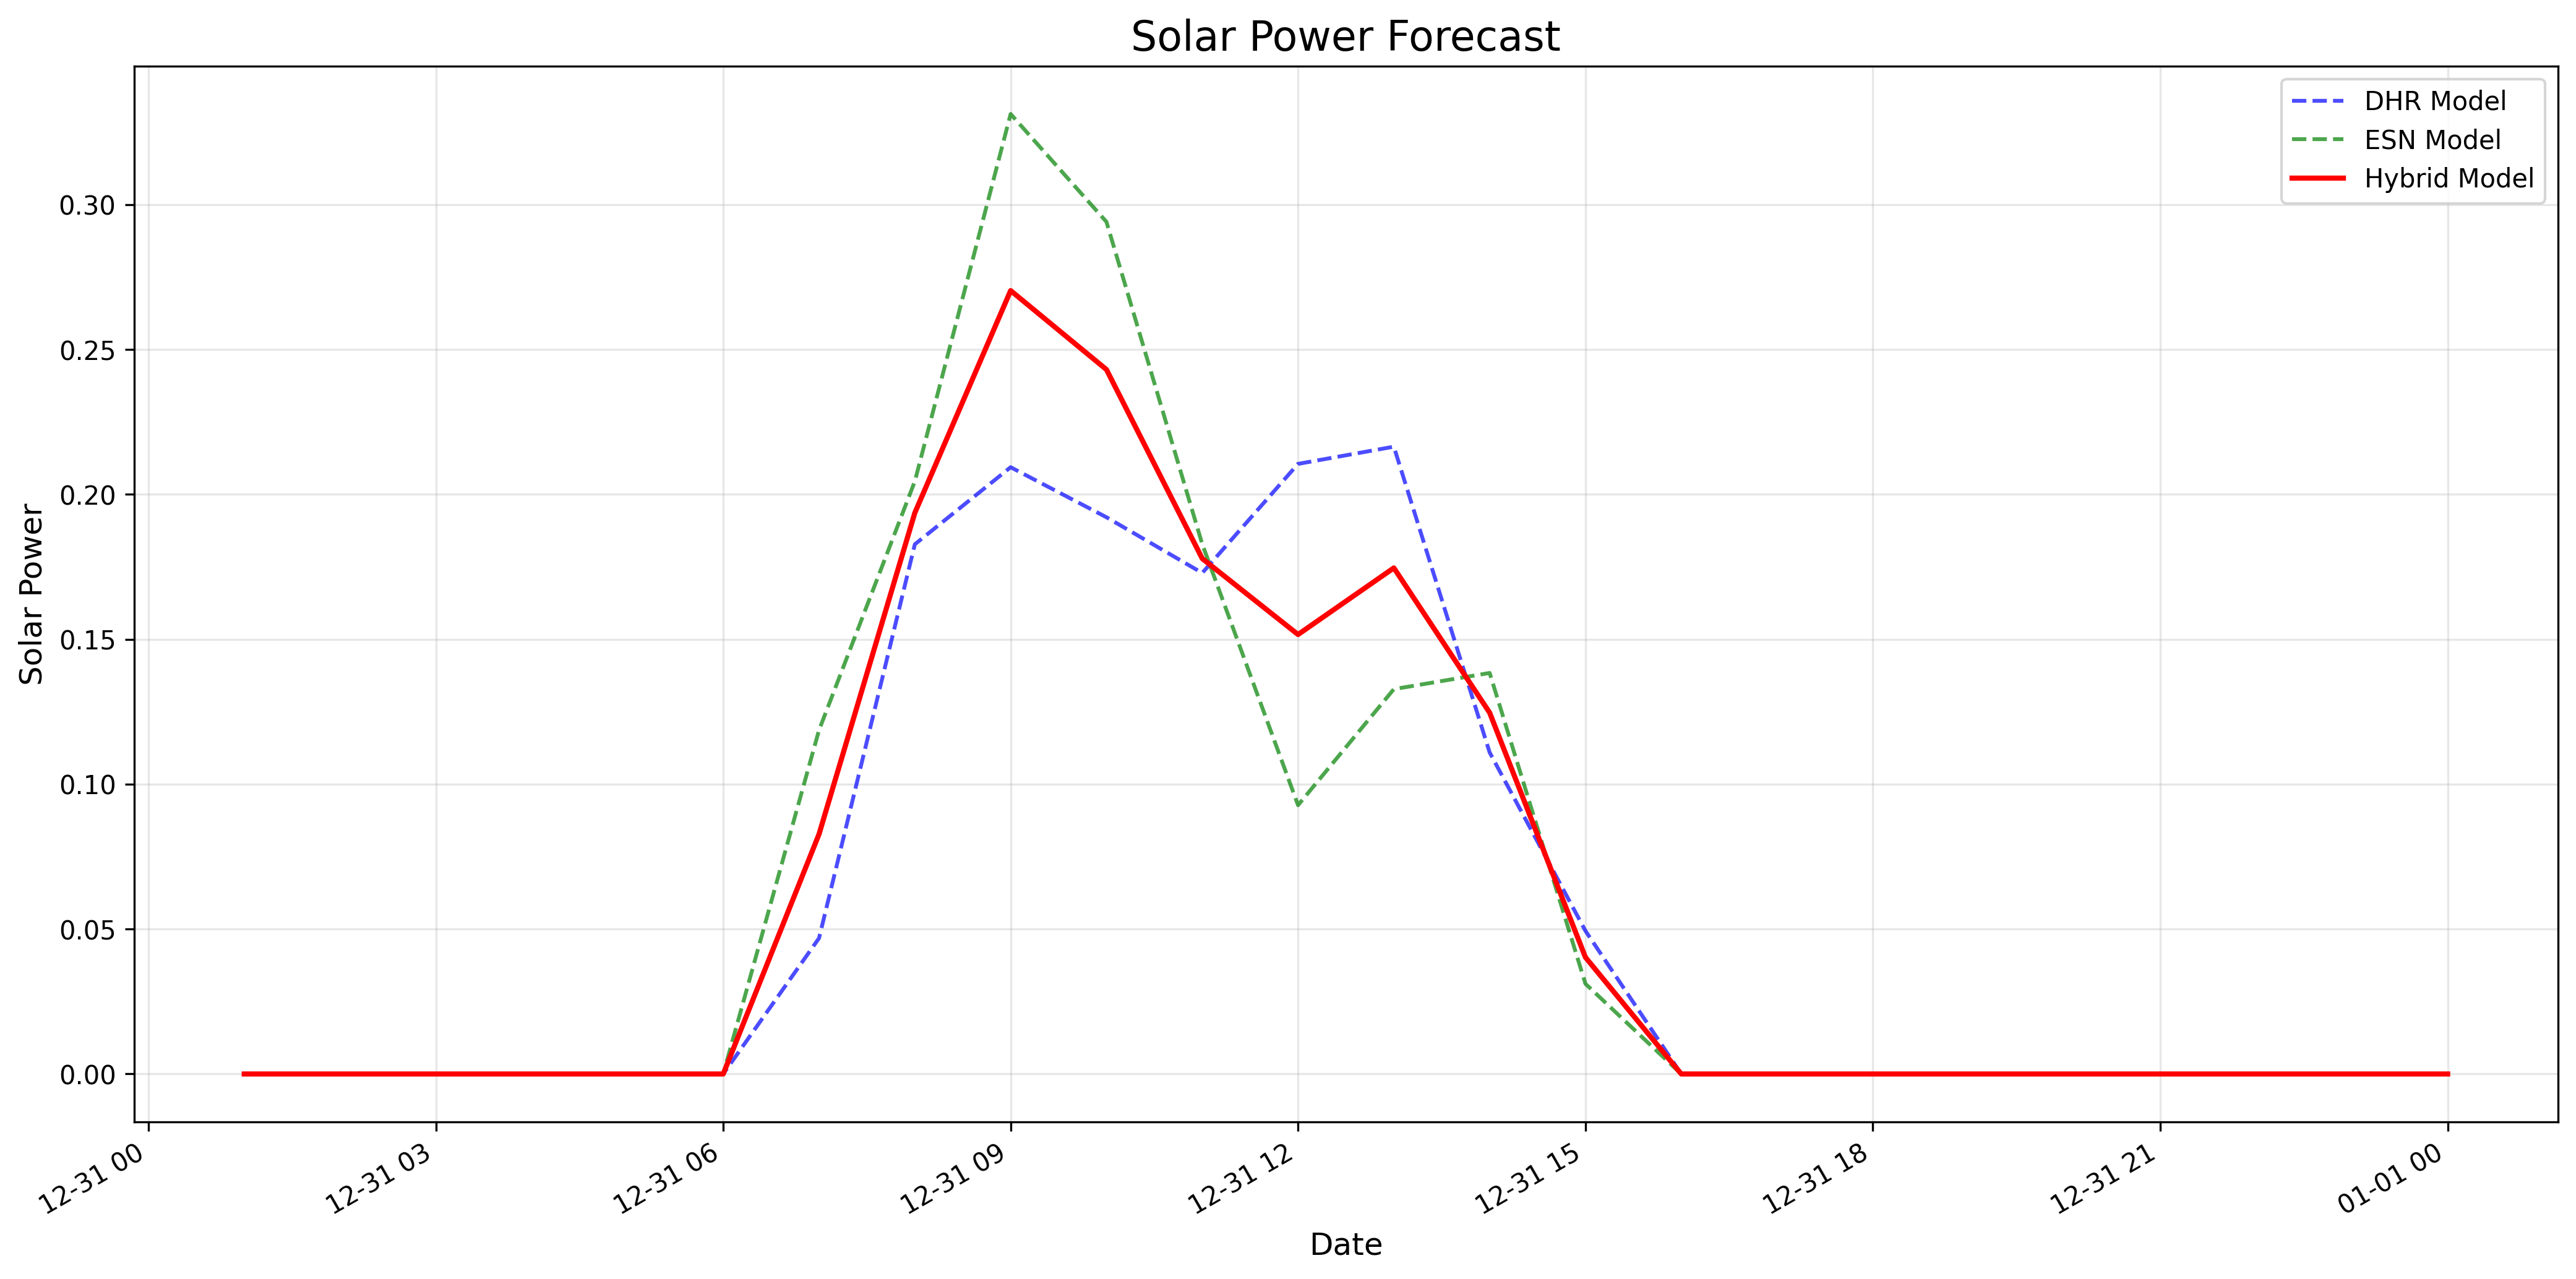 Solar Power Forecast
DHR Model
ESN Model
Hybrid Model
Solar Power
0.30
0.25
0.20
0.15
0.10
0.05
0.00
12-31 00
12-31 03
12-31 06
12-31 09
12-31 12
12-31 15
12-31 18
12-31 21
01-01 00
Date